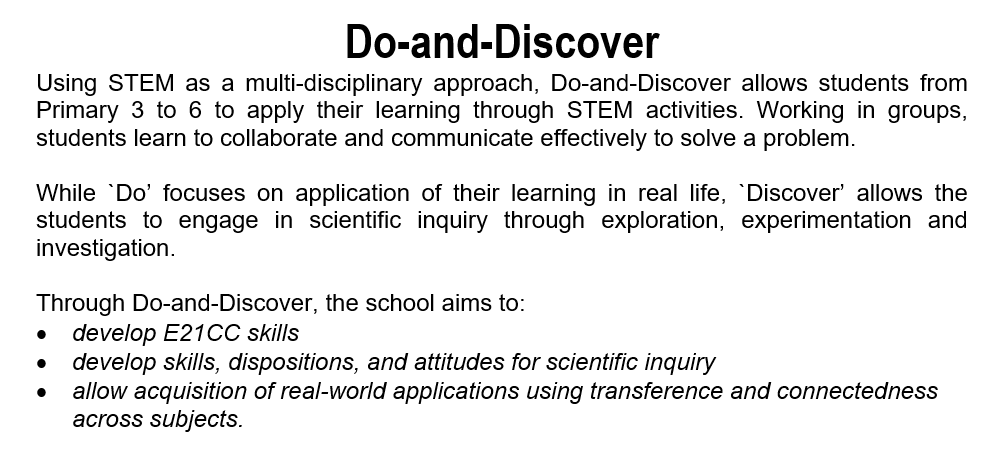 Do-and-Discover
Using STEM as a multi-disciplinary approach, Do-and-Discover allows students from
Primary 3 to 6 to apply their learning through STEM activities. Working in groups,
students learn to collaborate and communicate effectively to solve a problem.
While `Do’ focuses on application of their learning in real life, `Discover’ allows the
students to engage in scientific inquiry through exploration, experimentation and
investigation.
Through Do-and-Discover, the school aims to:
• develop E21CC skills
• develop skills, dispositions, and attitudes for scientific inquiry
• allow acquisition of real-world applications using transference and connectedness
across subjects.